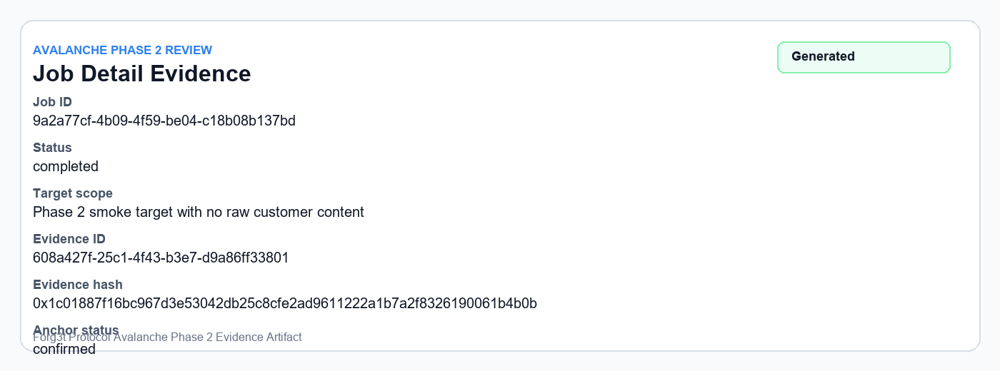 AVALANCHE PHASE 2 REVIEW
Generated
Job Detail Evidence
Job ID
9a2a77cf-4b09-4f59-be04-c18b08b137bd
Status
completed
Target scope
Phase 2 smoke target with no raw customer content
Evidence ID
608a427f-25c1-4f43-b3e7-d9a86ff33801
Evidence hash
0x1c01887f16bc967d3e53042db25c8cfe2ad9611222a1b7a2f8326190061b4b0b
Anchor status
Forg3t Protocol Avalanche Phase 2 Evidence Artifact
confirmed